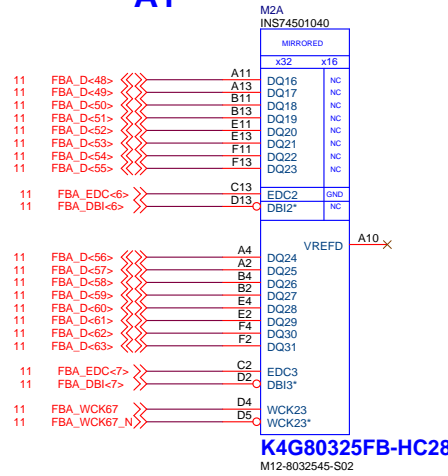 A1
M2A
INS74501040
MIRRORED
x32 x16
11 FBA_D<48> A11 DQ16 NC
11 FBA_D<49> A13 DQ17 NC
11 FBA_D<50> B11 DQ18 NC
11 FBA_D<51> B13 DQ19 NC
11 FBA_D<52> E11 DQ20 NC
11 FBA_D<53> E13 DQ21 NC
11 FBA_D<54> F11 DQ22 NC
11 FBA_D<55> F13 DQ23 NC
11 FBA_EDC<6> C13 EDC2 GND
11 FBA_DBI<6> D13 DBI2* NC
VREFD A10
11 FBA_D<56> A4 DQ24
11 FBA_D<57> A2 DQ25
11 FBA_D<58> B4 DQ26
11 FBA_D<59> B2 DQ27
11 FBA_D<60> E4 DQ28
11 FBA_D<61> E2 DQ29
11 FBA_D<62> F4 DQ30
11 FBA_D<63> F2 DQ31
11 FBA_EDC<7> C2 EDC3
11 FBA_DBI<7> D2 DBI3*
11 FBA_WCK67 D4 WCK23
11 FBA_WCK67_N D5 WCK23*
K4G80325FB-HC28
M12-8032545-S02